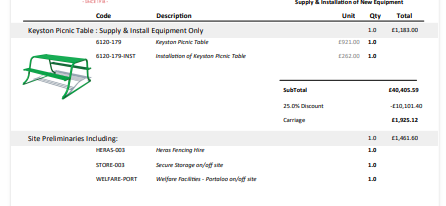 Supply & Installation of New Equipment
Code Description Unit Qty Total
Keyston Picnic Table : Supply & Install Equipment Only 1.0 £1,183.00
6120-179 Keyston Picnic Table £921.00 1.0
6120-179-INST Installation of Keyston Picnic Table £262.00 1.0
SubTotal £40,405.59
25.0% Discount -£10,101.40
Carriage £1,925.12
Site Preliminaries Including: 1.0 £1,461.60
HERAS-003 Heras Fencing Hire 1.0
STORE-003 Secure Storage on/off site 1.0
WELFARE-PORT Welfare Facilities - Portaloo on/off site 1.0